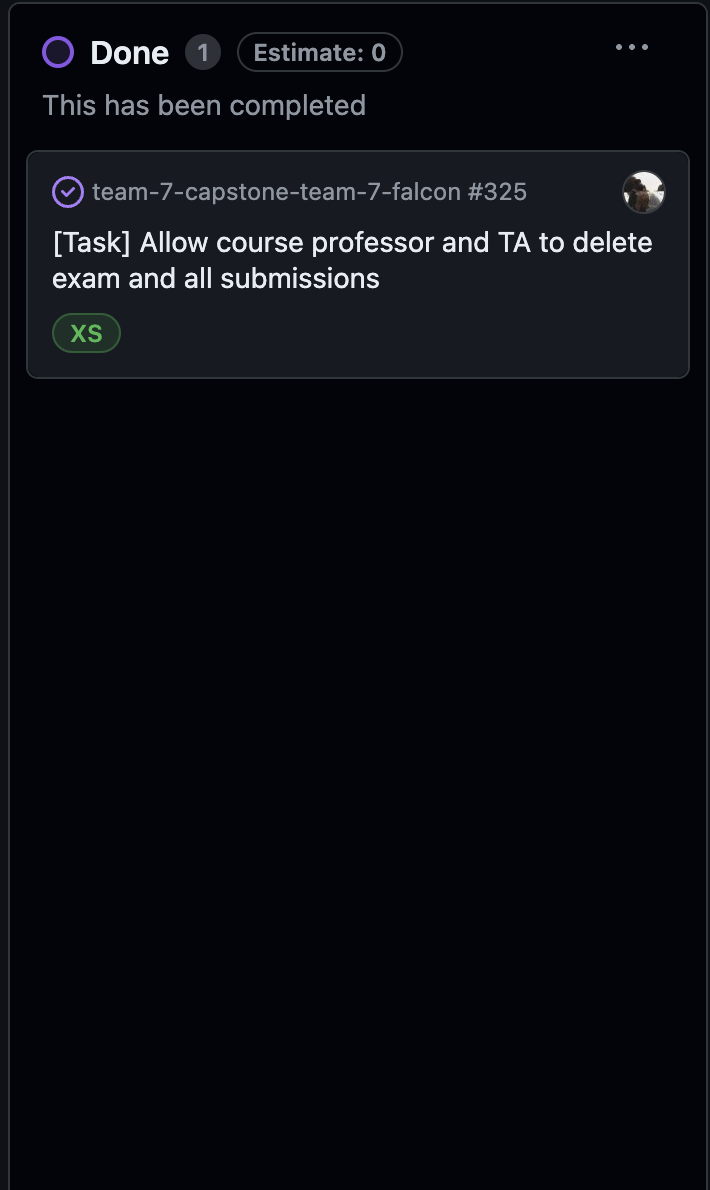 Done 1 Estimate: 0
This has been completed
team-7-capstone-team-7-falcon #325
[Task] Allow course professor and TA to delete
exam and all submissions
XS